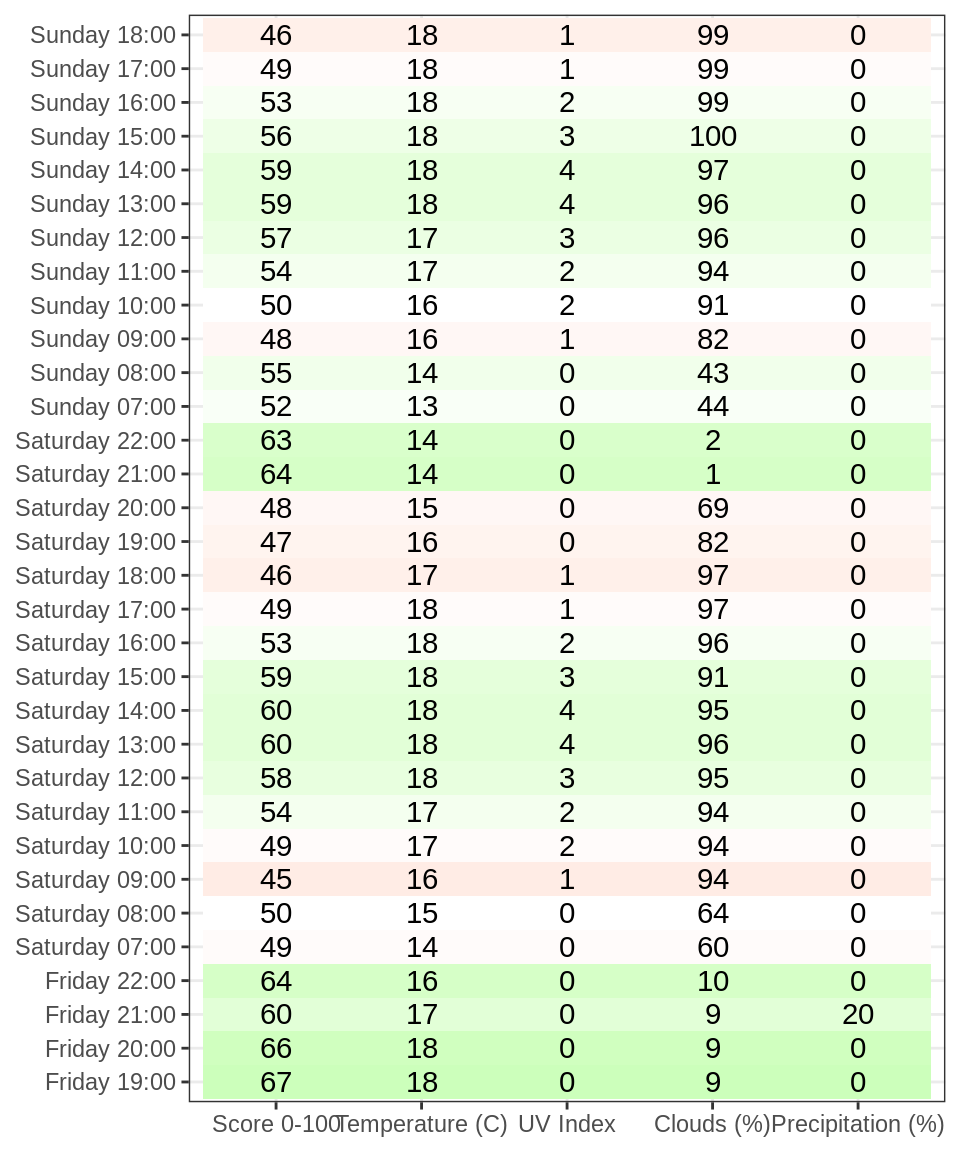 Sunday 18:00 46 18 1 99 0
Sunday 17:00 49 18 1 99 0
Sunday 16:00 53 18 2 99 0
Sunday 15:00 56 18 3 100 0
Sunday 14:00 59 18 4 97 0
Sunday 13:00 59 18 4 96 0
Sunday 12:00 57 17 3 96 0
Sunday 11:00 54 17 2 94 0
Sunday 10:00 50 16 2 91 0
Sunday 09:00 48 16 1 82 0
Sunday 08:00 55 14 0 43 0
Sunday 07:00 52 13 0 44 0
Saturday 22:00 63 14 0 2 0
Saturday 21:00 64 14 0 1 0
Saturday 20:00 48 15 0 69 0
Saturday 19:00 47 16 0 82 0
Saturday 18:00 46 17 1 97 0
Saturday 17:00 49 18 1 97 0
Saturday 16:00 53 18 2 96 0
Saturday 15:00 59 18 3 91 0
Saturday 14:00 60 18 4 95 0
Saturday 13:00 60 18 4 96 0
Saturday 12:00 58 18 3 95 0
Saturday 11:00 54 17 2 94 0
Saturday 10:00 49 17 2 94 0
Saturday 09:00 45 16 1 94 0
Saturday 08:00 50 15 0 64 0
Saturday 07:00 49 14 0 60 0
Friday 22:00 64 16 0 10 0
Friday 21:00 60 17 0 9 20
Friday 20:00 66 18 0 9 0
Friday 19:00 67 18 0 9 0
Score 0-100 Temperature (C) UV Index Clouds (%) Precipitation (%)